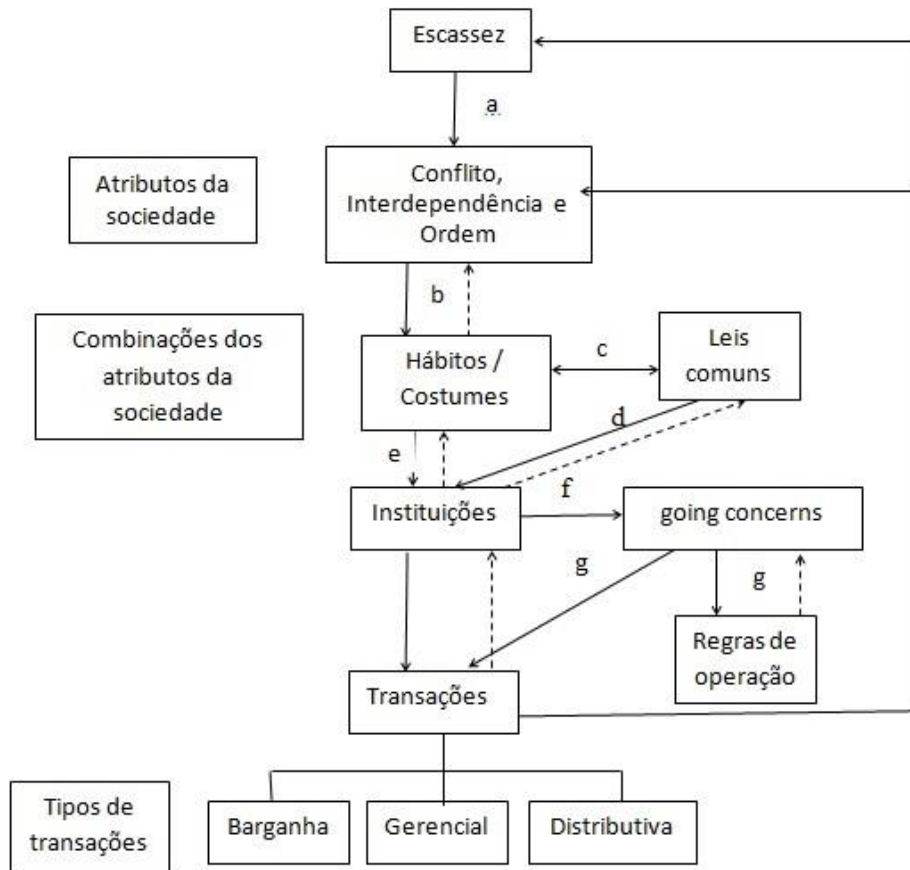 Escassez
a
Atributos da
sociedade
Conflito,
Interdependência e
Ordem
b
Combinações dos
atributos da
sociedade
Hábitos /
Costumes
c
Leis
comuns
d
e
Instituições
f
going concerns
g
g
Regras de
operação
Transações
Tipos de
transações
Barganha
Gerencial
Distributiva